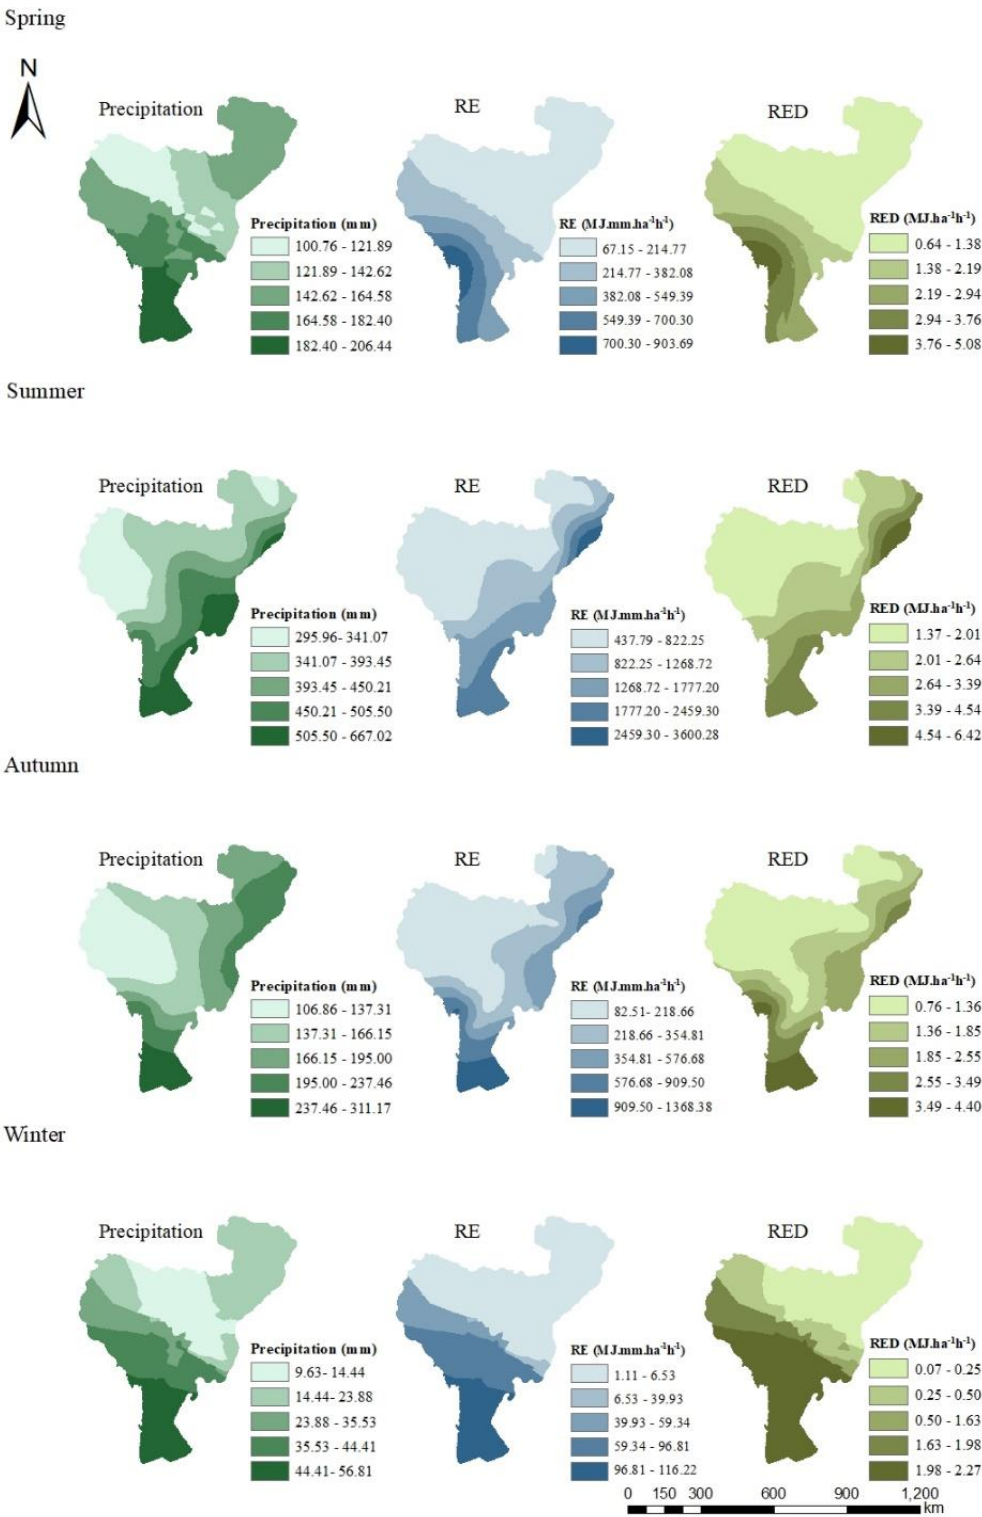 Spring
N
Precipitation
RE
RED
Precipitation (mm)
100.76 - 121.89
121.89 - 142.62
142.62 - 164.58
164.58 - 182.40
182.40 - 206.44
RE (MJ.mm.ha⁻¹h⁻¹)
67.15 - 214.77
214.77 - 382.08
382.08 - 549.39
549.39 - 700.30
700.30 - 903.69
RED (MJ.ha⁻¹h⁻¹)
0.64 - 1.38
1.38 - 2.19
2.19 - 2.94
2.94 - 3.76
3.76 - 5.08
Summer
Precipitation
RE
RED
Precipitation (mm)
295.96- 341.07
341.07 - 393.45
393.45 - 450.21
450.21 - 505.50
505.50 - 667.02
RE (MJ.mm.ha⁻¹h⁻¹)
437.79 - 822.25
822.25 - 1268.72
1268.72 - 1777.20
1777.20 - 2459.30
2459.30 - 3600.28
RED (MJ.ha⁻¹h⁻¹)
1.37 - 2.01
2.01 - 2.64
2.64 - 3.39
3.39 - 4.54
4.54 - 6.42
Autumn
Precipitation
RE
RED
Precipitation (mm)
106.86 - 137.31
137.31 - 166.15
166.15 - 195.00
195.00 - 237.46
237.46 - 311.17
RE (MJ.mm.ha⁻¹h⁻¹)
82.51- 218.66
218.66 - 354.81
354.81 - 576.68
576.68 - 909.50
909.50 - 1368.38
RED (MJ.ha⁻¹h⁻¹)
0.76 - 1.36
1.36 - 1.85
1.85 - 2.55
2.55 - 3.49
3.49 - 4.40
Winter
Precipitation
RE
RED
Precipitation (mm)
9.63- 14.44
14.44- 23.88
23.88 - 35.53
35.53 - 44.41
44.41- 56.81
RE (MJ.mm.ha⁻¹h⁻¹)
1.11 - 6.53
6.53 - 39.93
39.93 - 59.34
59.34 - 96.81
96.81 - 116.22
RED (MJ.ha⁻¹h⁻¹)
0.07 - 0.25
0.25 - 0.50
0.50 - 1.63
1.63 - 1.98
1.98 - 2.27
0 150 300 600 900 1,200
km